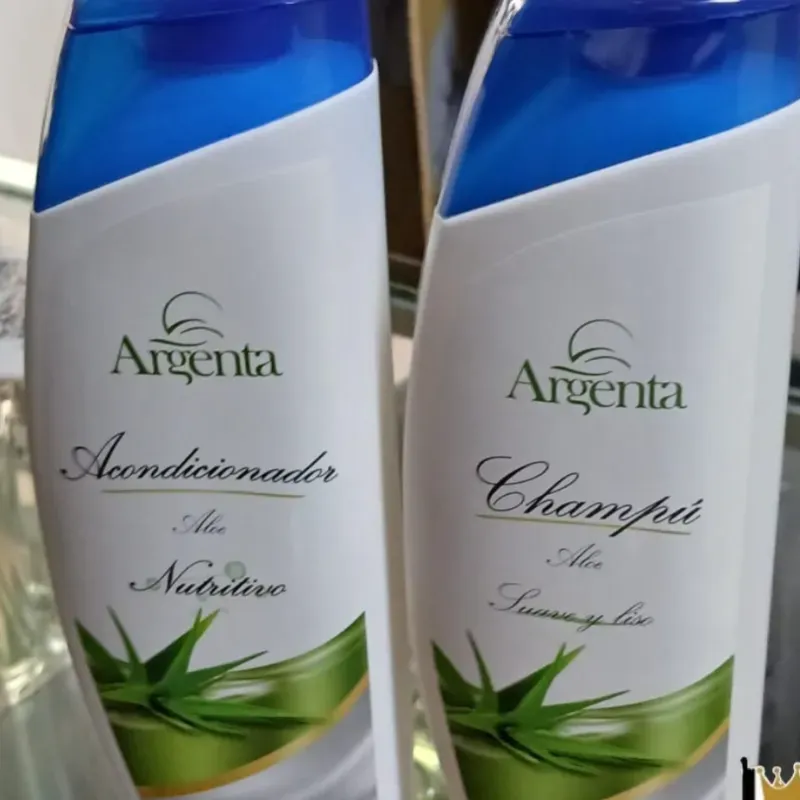 Argenta
Acondicionador
Aloe
Nutritivo
Argenta
Champú
Aloe
Suave y liso